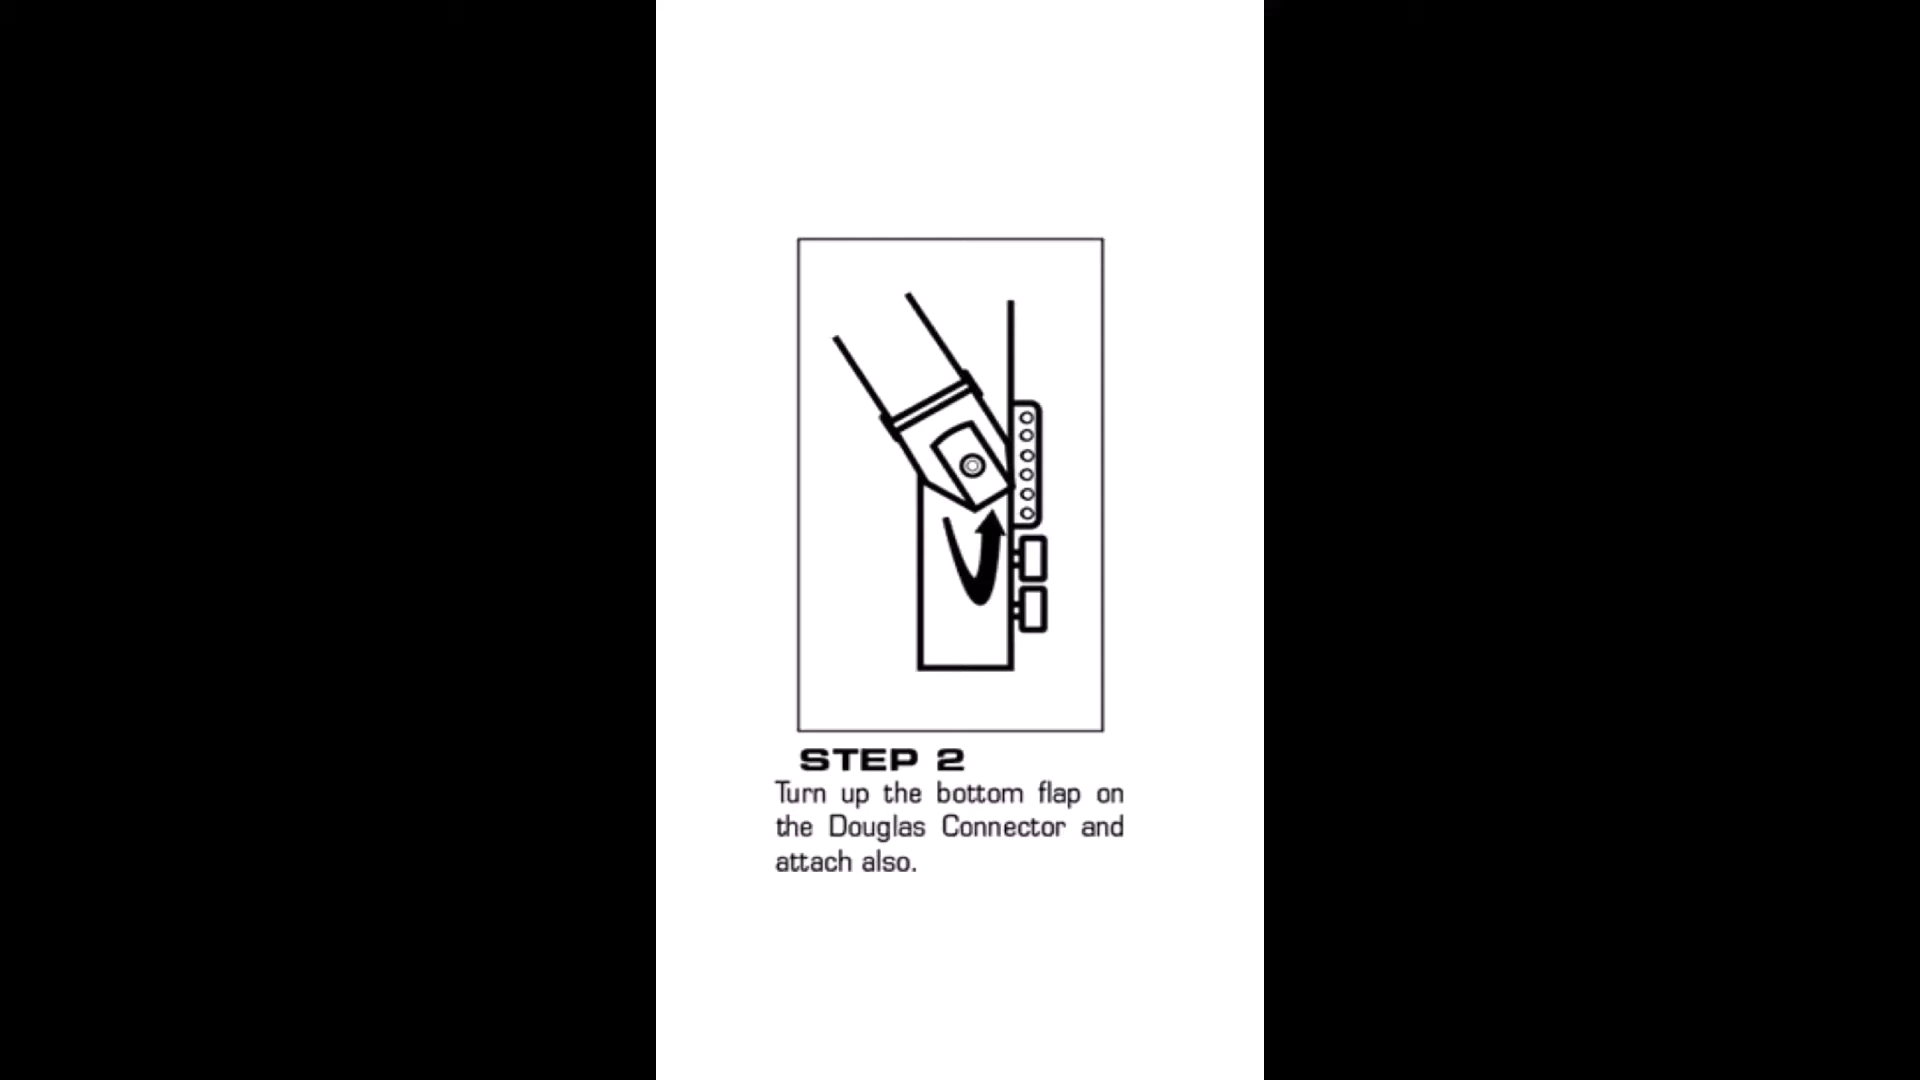 STEP 2
Turn up the bottom flap on
the Douglas Connector and
attach also.